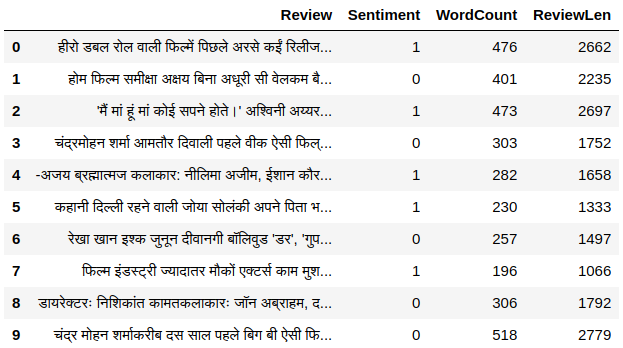 Review Sentiment WordCount ReviewLen
0 हीरो डबल रोल वाली फिल्में पिछले अरसे कईं रिलीज... 1 476 2662
1 होम फिल्म समीक्षा अक्षय बिना अधूरी सी वेलकम बै... 0 401 2235
2 'मैं मां हूं मां कोई सपने होते।' अश्विनी अय्यर... 1 473 2697
3 चंद्रमोहन शर्मा आमतौर दिवाली पहले वीक ऐसी फिल्... 0 303 1752
4 -अजय ब्रह्मात्मज कलाकार: नीलिमा अजीम, ईशान कौर... 1 282 1658
5 कहानी दिल्ली रहने वाली जोया सोलंकी अपने पिता भ... 1 230 1333
6 रेखा खान इश्क जुनून दीवानगी बॉलिवुड 'डर', 'गुप... 0 257 1497
7 फिल्म इंडस्ट्री ज्यादातर मौकों एक्टर्स काम मुश... 1 196 1066
8 डायरेक्टरः निशिकांत कामतकलाकारः जॉन अब्राहम, द... 0 306 1792
9 चंद्र मोहन शर्माकरीब दस साल पहले बिग बी ऐसी फि... 0 518 2779